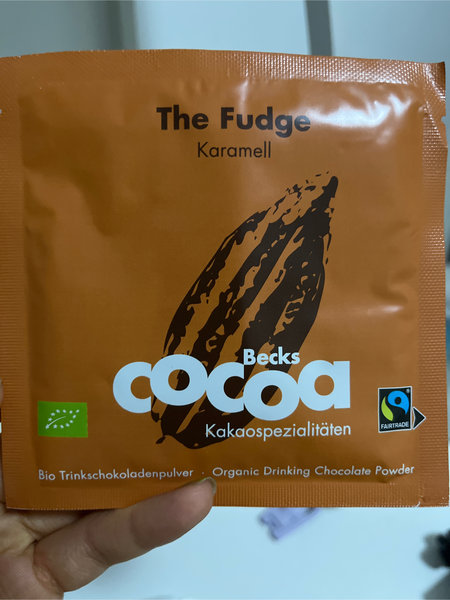 The Fudge
Karamell
Becks
cocoa
Kakaospezialitäten
FAIRTRADE
Bio Trinkschokoladenpulver · Organic Drinking Chocolate Powder